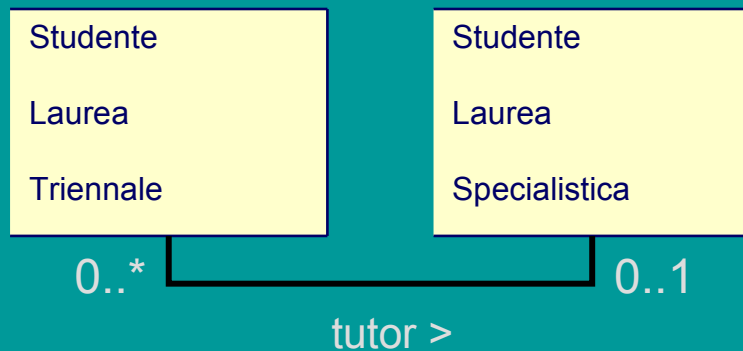 Studente
Laurea
Triennale
Studente
Laurea
Specialistica
0..*
0..1
tutor >